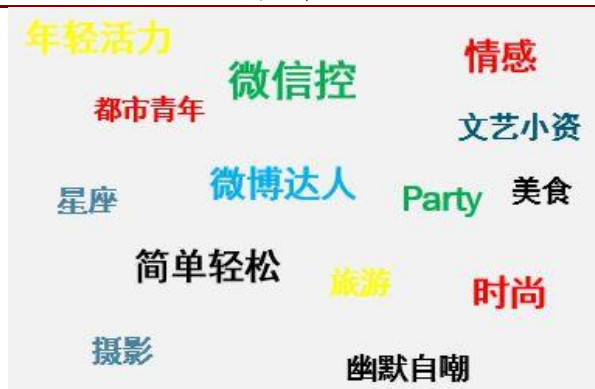 年轻活力
情感
微信控
都市青年
文艺小资
微博达人
美食
星座
Party
简单轻松
旅游
时尚
摄影
幽默自嘲